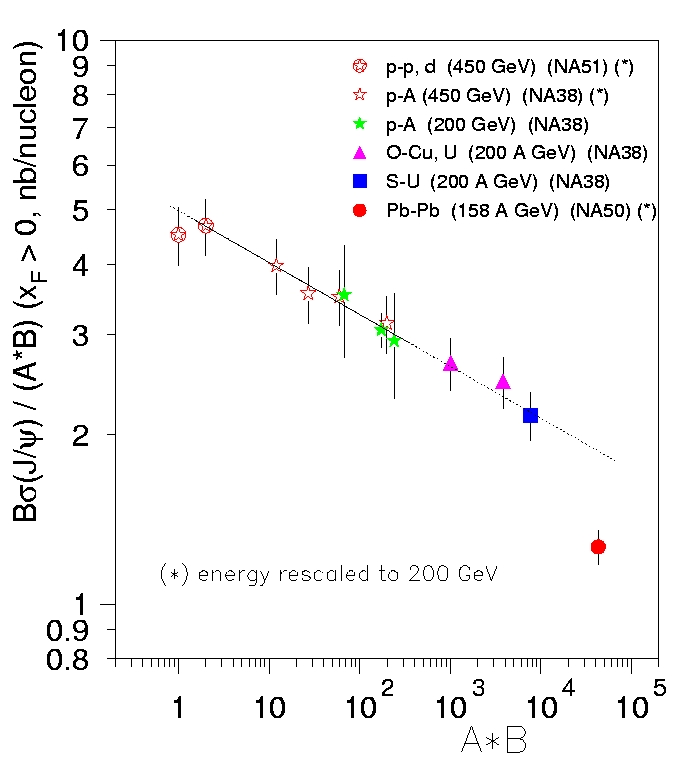 10
9
8
7
6
5
4
3
2
1
0.9
0.8
Bσ(J/ψ) / (A*B) (x_F > 0, nb/nucleon)
p-p, d (450 GeV) (NA51) (*)
p-A (450 GeV) (NA38) (*)
p-A (200 GeV) (NA38)
O-Cu, U (200 A GeV) (NA38)
S-U (200 A GeV) (NA38)
Pb-Pb (158 A GeV) (NA50) (*)
(*) energy rescaled to 200 GeV
1 10 10² 10³ 10⁴ 10⁵
A*B